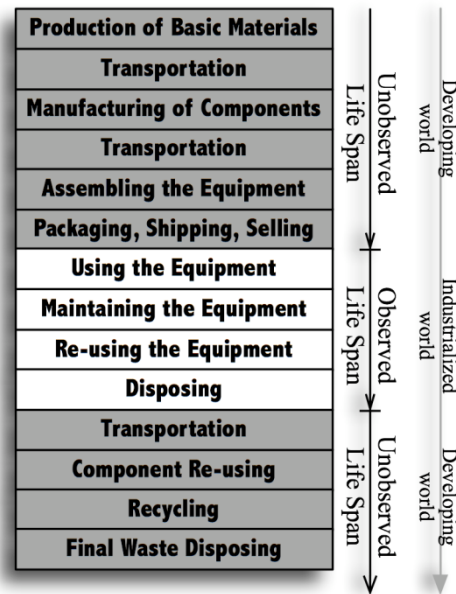 Production of Basic Materials
Transportation
Manufacturing of Components
Transportation
Assembling the Equipment
Packaging, Shipping, Selling
Using the Equipment
Maintaining the Equipment
Re-using the Equipment
Disposing
Transportation
Component Re-using
Recycling
Final Waste Disposing
Unobserved
Life Span
Observed
Life Span
Unobserved
Life Span
Developing
world
Industrialized
world
Developing
world